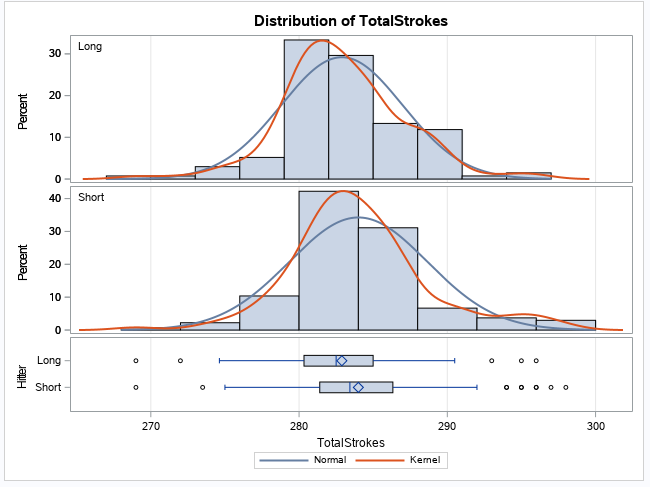 Distribution of TotalStrokes
Long
Percent
30
20
10
0
Short
Percent
40
30
20
10
0
Hitter
Long
Short
270 280 290 300
TotalStrokes
Normal Kernel